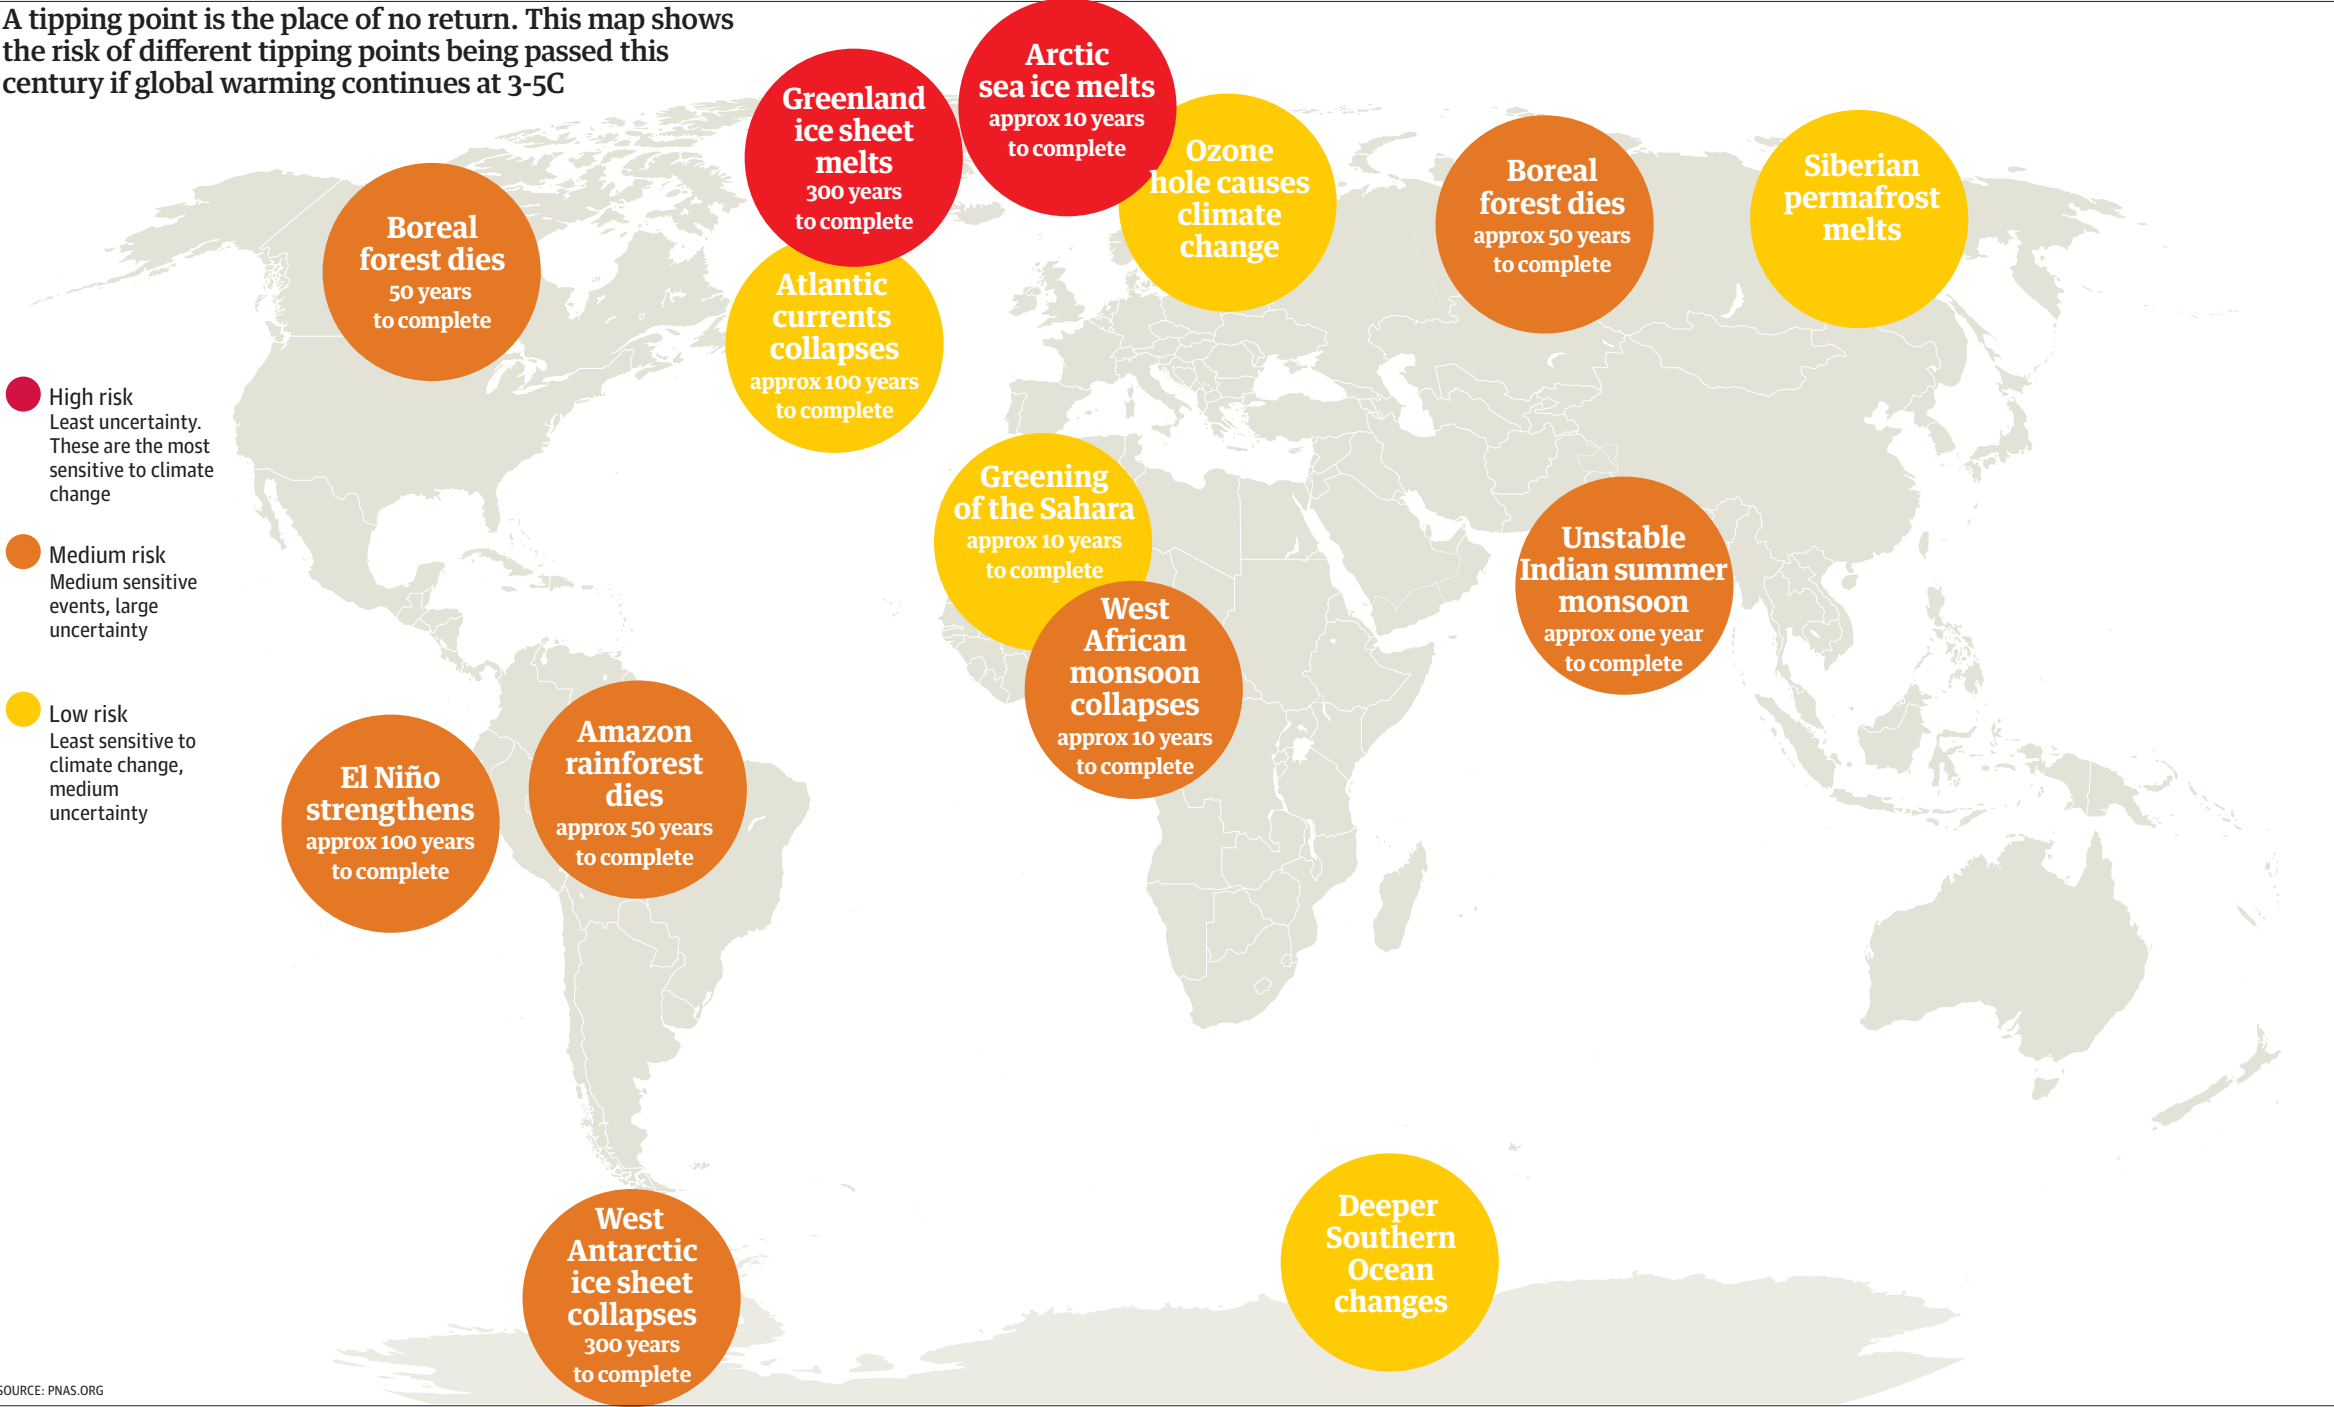 A tipping point is the place of no return. This map shows
the risk of different tipping points being passed this
century if global warming continues at 3-5C
Arctic
sea ice melts
approx 10 years
to complete
Greenland
ice sheet
melts
300 years
to complete
Ozone
hole causes
climate
change
Boreal
forest dies
approx 50 years
to complete
Siberian
permafrost
melts
Boreal
forest dies
50 years
to complete
Atlantic
currents
collapses
approx 100 years
to complete
High risk
Least uncertainty.
These are the most
sensitive to climate
change
Medium risk
Medium sensitive
events, large
uncertainty
Low risk
Least sensitive to
climate change,
medium
uncertainty
Greening
of the Sahara
approx 10 years
to complete
Unstable
Indian summer
monsoon
approx one year
to complete
West
African
monsoon
collapses
approx 10 years
to complete
El Niño
strengthens
approx 100 years
to complete
Amazon
rainforest
dies
approx 50 years
to complete
West
Antarctic
ice sheet
collapses
300 years
to complete
Deeper
Southern
Ocean
changes
SOURCE: PNAS.ORG